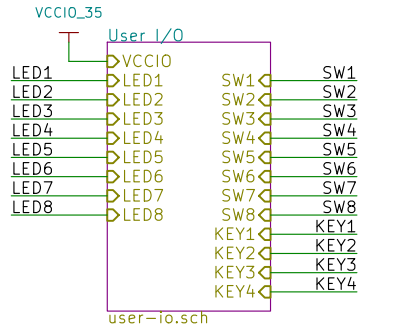 VCCIO_35
User I/O
VCCIO
LED1 LED1 SW1 SW1
LED2 LED2 SW2 SW2
LED3 LED3 SW3 SW3
LED4 LED4 SW4 SW4
LED5 LED5 SW5 SW5
LED6 LED6 SW6 SW6
LED7 LED7 SW7 SW7
LED8 LED8 SW8 SW8
KEY1 KEY1
KEY2 KEY2
KEY3 KEY3
KEY4 KEY4
user-io.sch